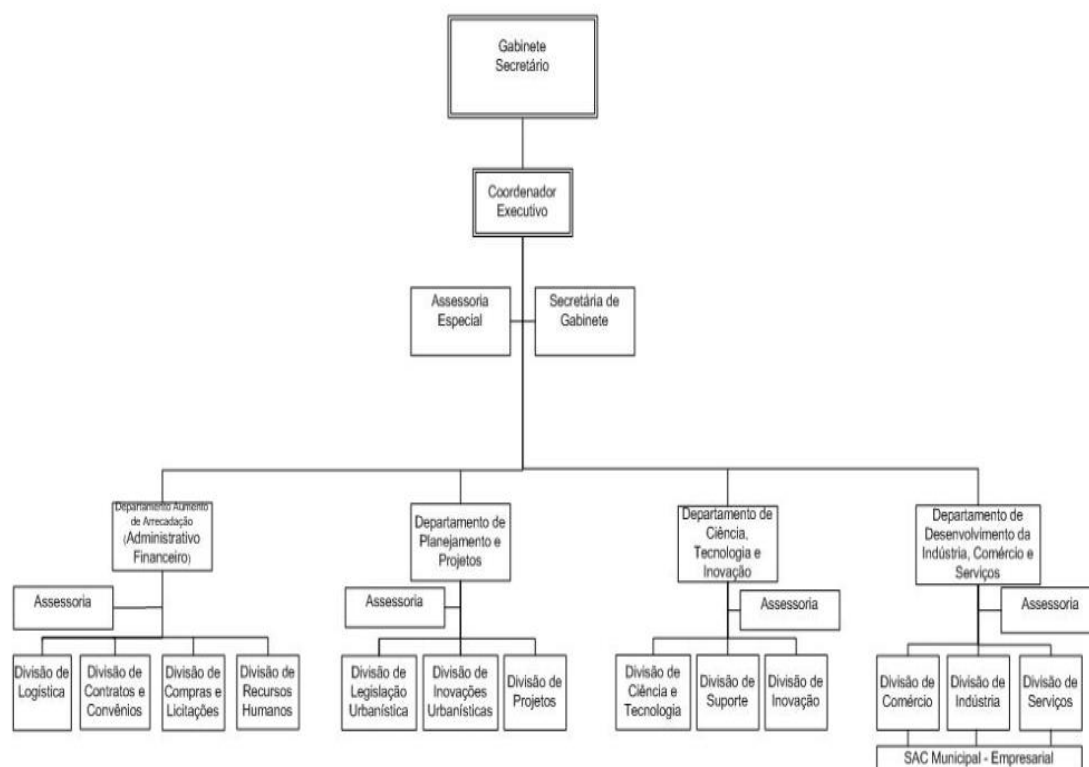 Gabinete
Secretário
Coordenador
Executivo
Assessoria
Especial
Secretária de
Gabinete
Departamento Aumento
de Arrecadação
(Administrativo
Financeiro)
Departamento de
Planejamento e
Projetos
Departamento de
Ciência,
Tecnologia e
Inovação
Departamento de
Desenvolvimento da
Indústria, Comércio e
Serviços
Assessoria
Assessoria
Assessoria
Assessoria
Divisão de
Logística
Divisão de
Contratos e
Convênios
Divisão de
Compras e
Licitações
Divisão de
Recursos
Humanos
Divisão de
Legislação
Urbanística
Divisão de
Inovações
Urbanísticas
Divisão de
Projetos
Divisão de
Ciência e
Tecnologia
Divisão de
Suporte
Divisão de
Inovação
Divisão de
Comércio
Divisão de
Indústria
Divisão de
Serviços
SAC Municipal - Empresarial